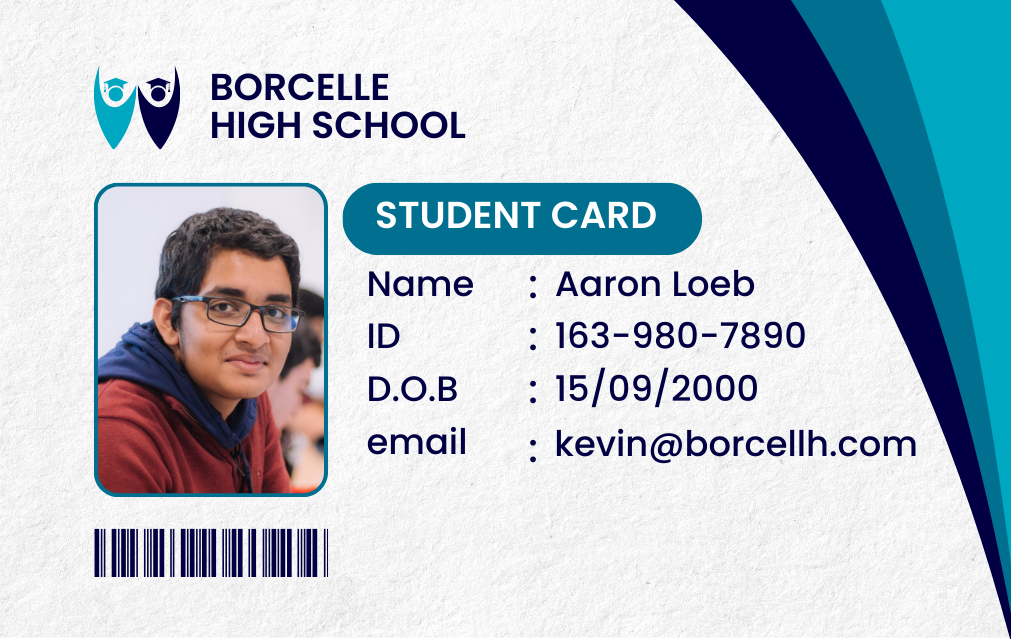 BORCELLE
HIGH SCHOOL
STUDENT CARD
Name : Aaron Loeb
ID : 163-980-7890
D.O.B : 15/09/2000
email : kevin@borcellh.com